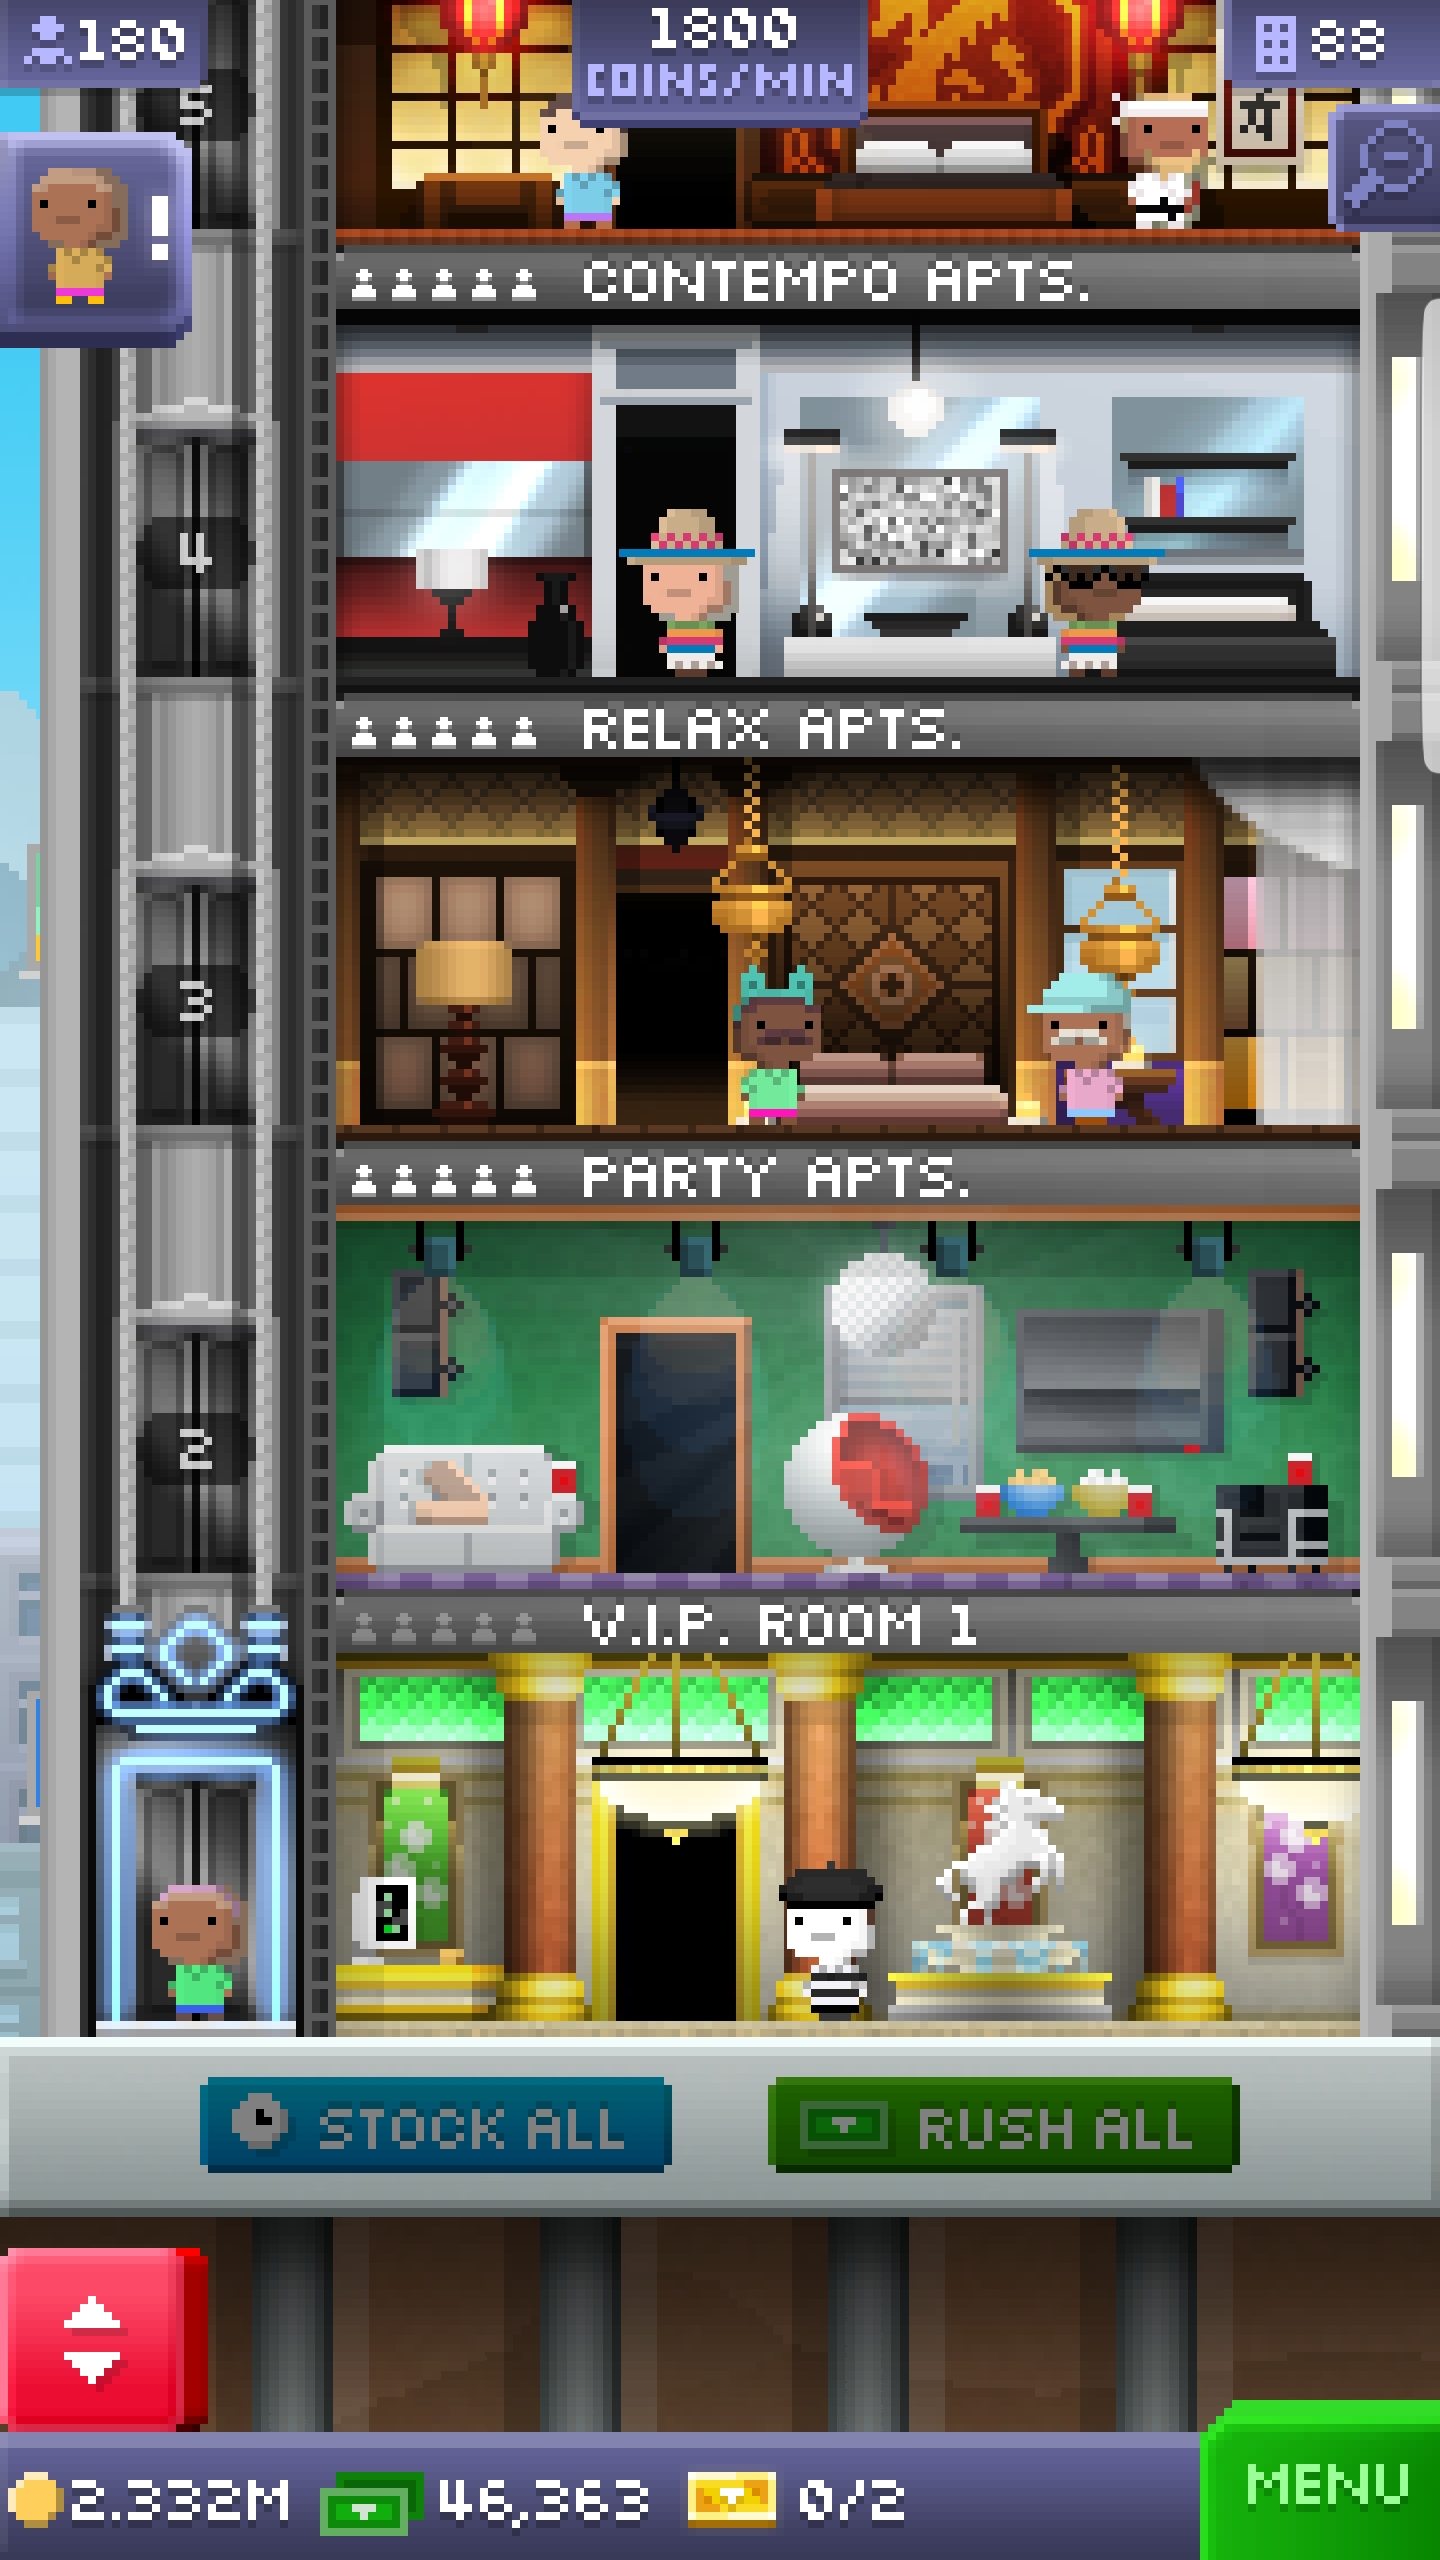 180
1800
COINS/MIN
88
5
!
CONTEMPO APTS.
4
RELAX APTS.
3
PARTY APTS.
2
V.I.P. ROOM 1
STOCK ALL
RUSH ALL
2.332M
46,363
0/2
MENU